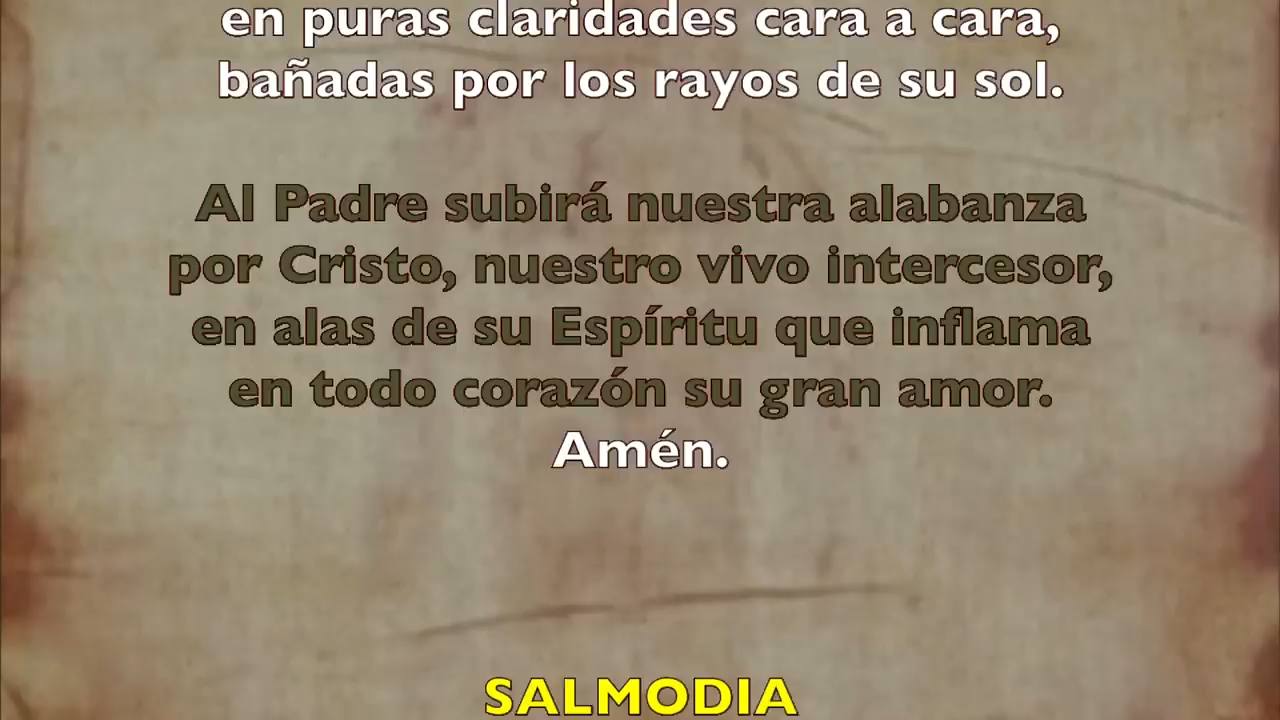 en puras claridades cara a cara,
bañadas por los rayos de su sol.
Al Padre subirá nuestra alabanza
por Cristo, nuestro vivo intercesor,
en alas de su Espíritu que inflama
en todo corazón su gran amor.
Amén.
SALMODIA